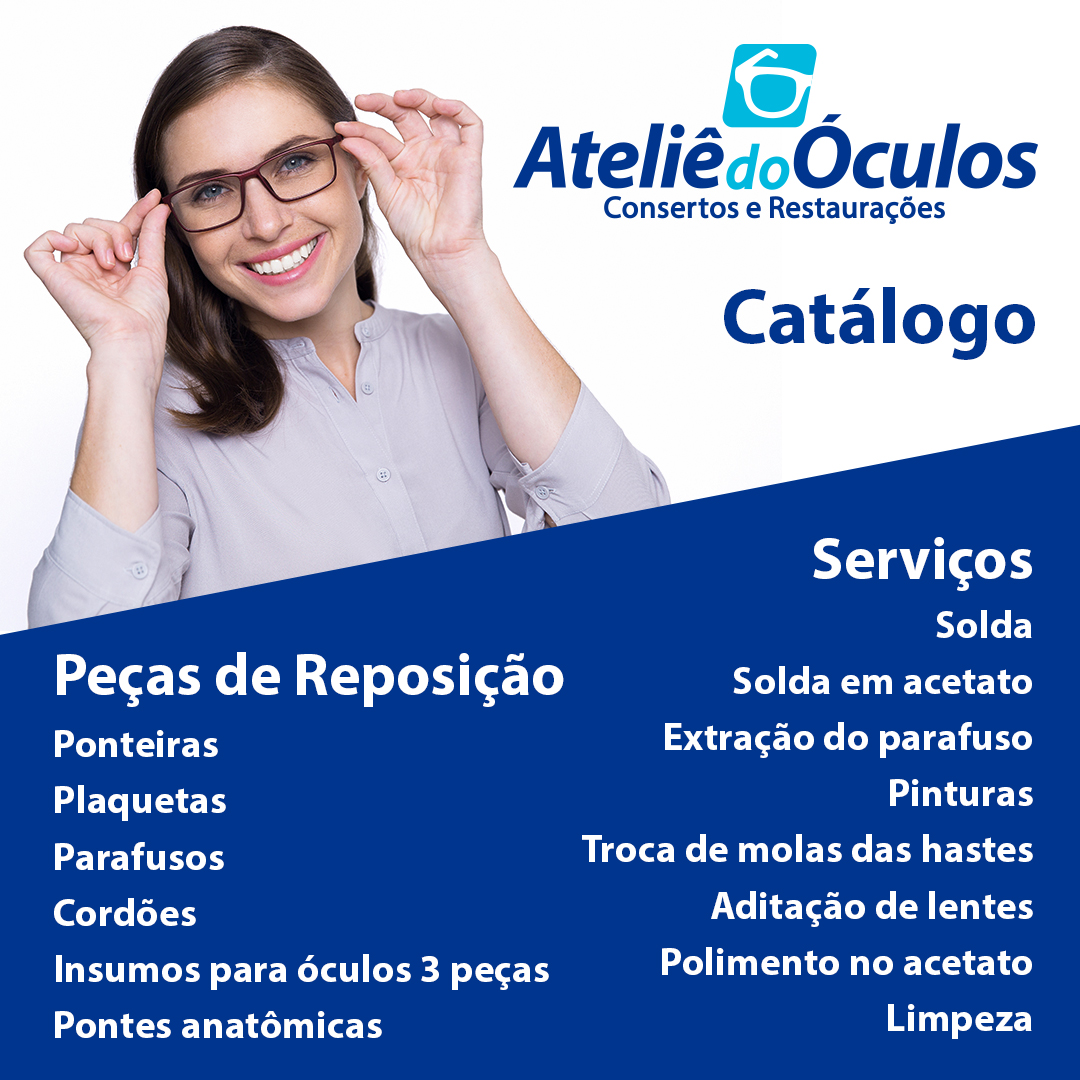 Ateliê do Óculos
Consertos e Restaurações
Catálogo
Serviços
Solda
Solda em acetato
Extração do parafuso
Pinturas
Troca de molas das hastes
Aditação de lentes
Polimento no acetato
Limpeza
Peças de Reposição
Ponteiras
Plaquetas
Parafusos
Cordões
Insumos para óculos 3 peças
Pontes anatômicas